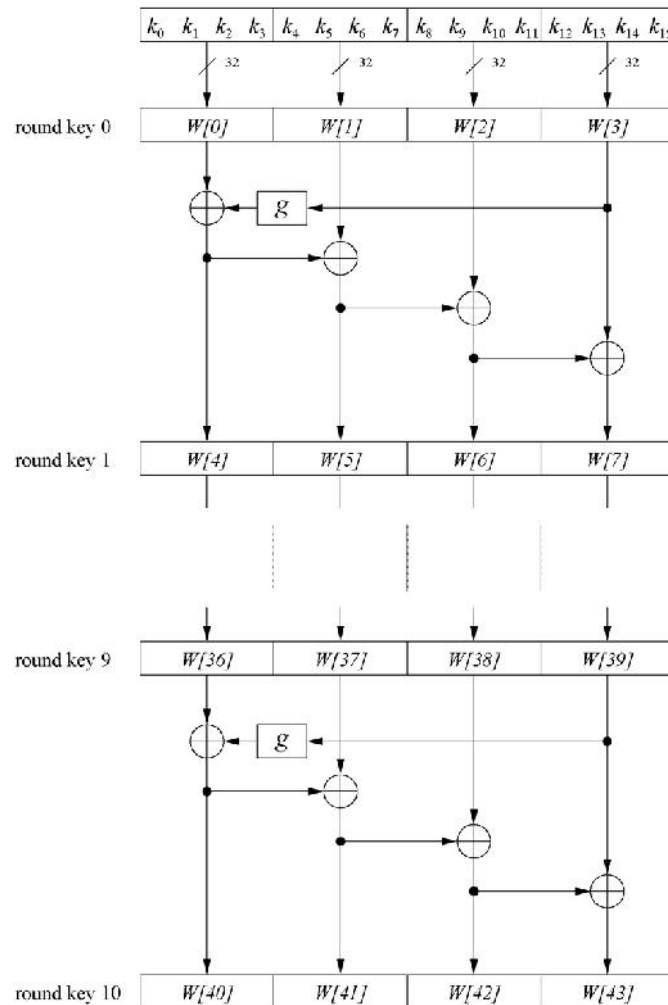 k₀ k₁ k₂ k₃ k₄ k₅ k₆ k₇ k₈ k₉ k₁₀ k₁₁ k₁₂ k₁₃ k₁₄ k₁₅
32 32 32 32
round key 0 W[0] W[1] W[2] W[3]
g
round key 1 W[4] W[5] W[6] W[7]
round key 9 W[36] W[37] W[38] W[39]
g
round key 10 W[40] W[41] W[42] W[43]